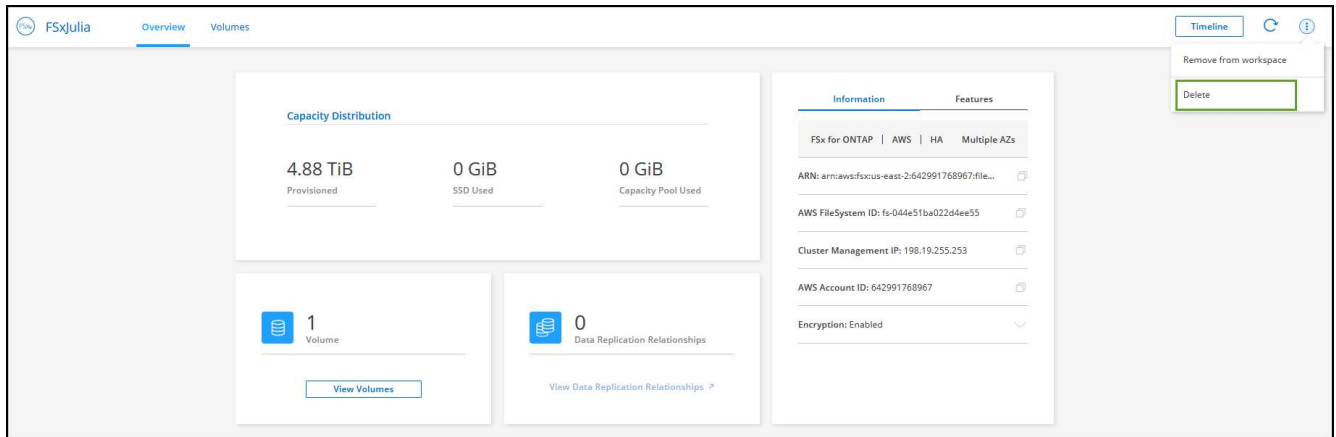 FSxJulia
Overview
Volumes
Timeline
Remove from workspace
Delete
Capacity Distribution
4.88 TiB
Provisioned
0 GiB
SSD Used
0 GiB
Capacity Pool Used
1
Volume
View Volumes
0
Data Replication Relationships
View Data Replication Relationships
Information
Features
FSx for ONTAP | AWS | HA Multiple AZs
ARN: arn:aws:fsx:us-east-2:642991768967:file...
AWS FileSystem ID: fs-044e51ba022d4ee55
Cluster Management IP: 198.19.255.253
AWS Account ID: 642991768967
Encryption: Enabled